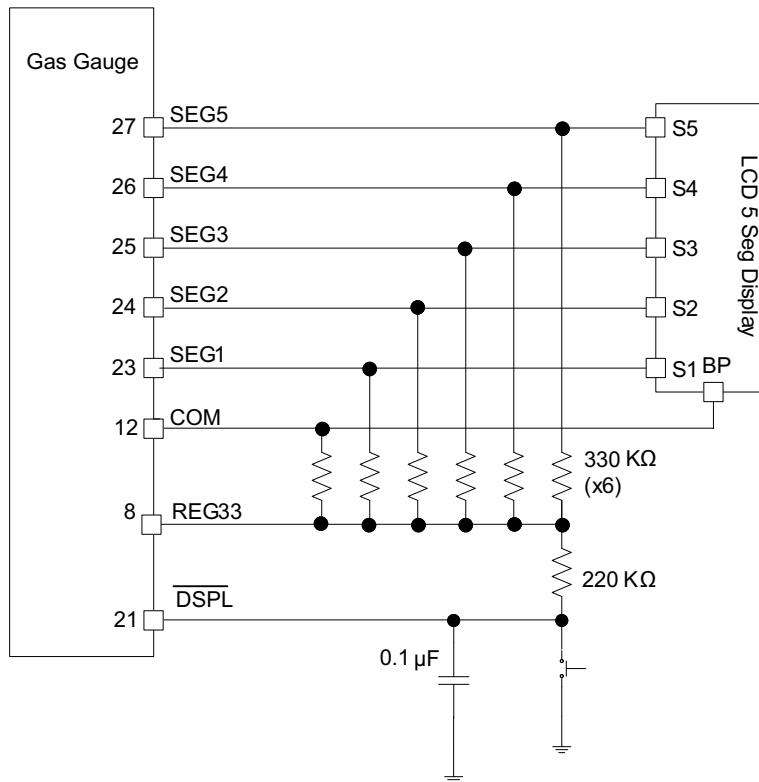 Gas Gauge
27
SEG5
S5
26
SEG4
S4
25
SEG3
S3
24
SEG2
S2
23
SEG1
S1
BP
LCD 5 Seg Display
12
COM
330 KΩ
(x6)
8
REG33
220 KΩ
21
DSPL
0.1 µF